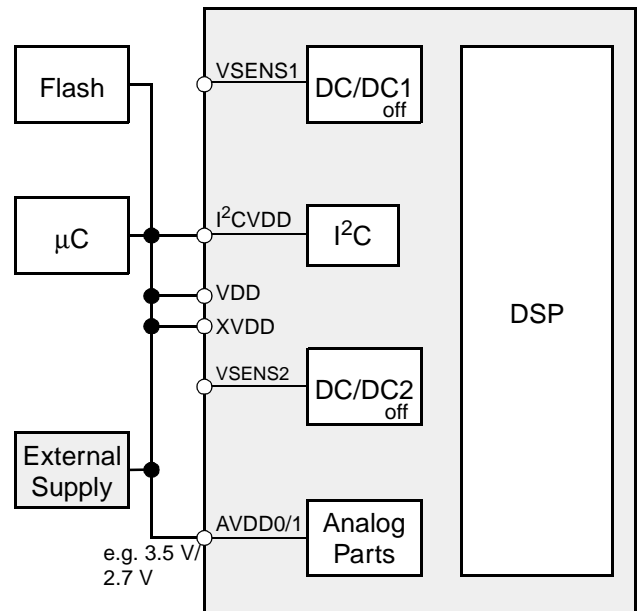 Flash
VSENS1
DC/DC1
off
μC
I²CVDD
I²C
VDD
XVDD
DSP
VSENS2
DC/DC2
off
External
Supply
AVDD0/1
Analog
Parts
e.g. 3.5 V/
2.7 V